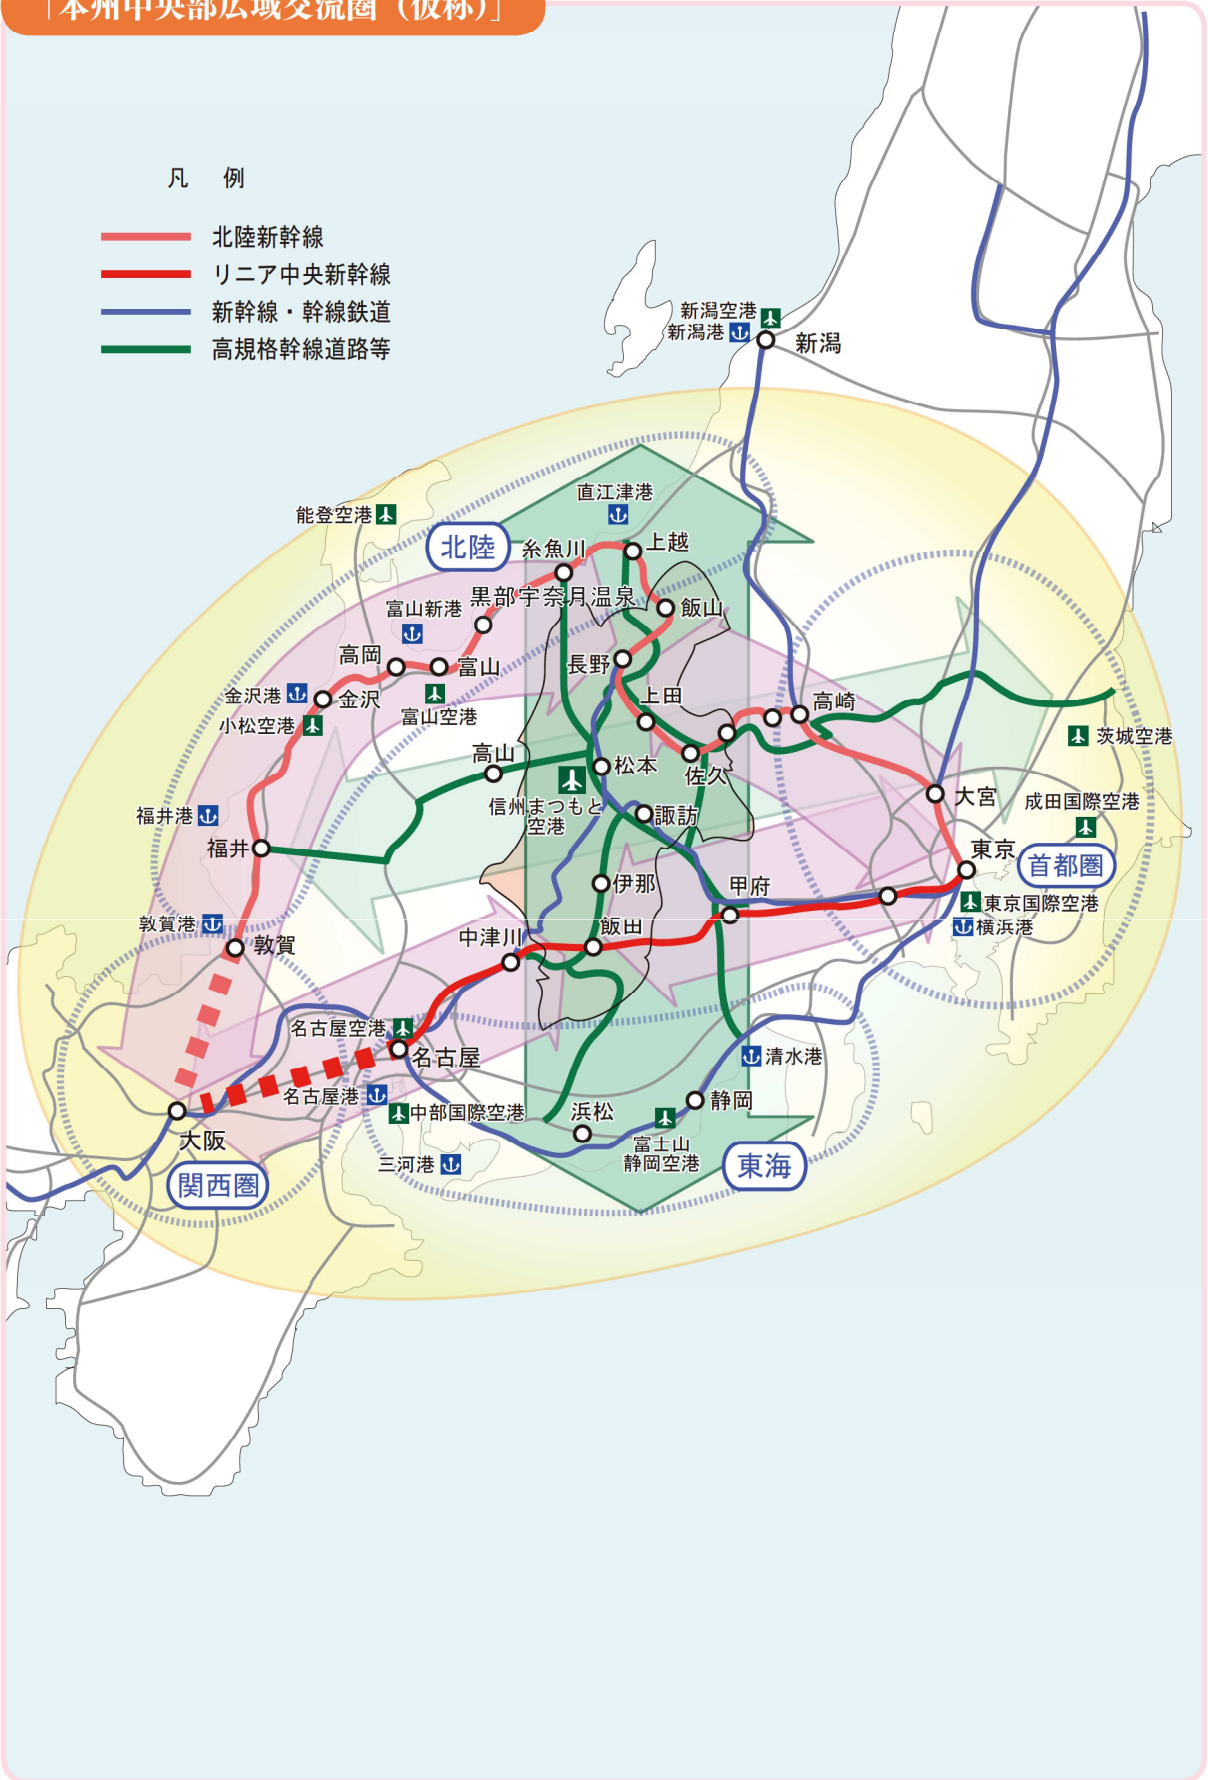 「本州中央部広域交流圏（仮称）」
凡　例
北陸新幹線
リニア中央新幹線
新幹線・幹線鉄道
高規格幹線道路等
新潟空港
新潟港
新潟
直江津港
能登空港
北陸
糸魚川
上越
黒部宇奈月温泉
飯山
富山新港
高岡
富山
長野
金沢港
金沢
上田
高崎
小松空港
富山空港
茨城空港
高山
松本
佐久
信州まつもと
空港
諏訪
大宮
成田国際空港
福井港
福井
東京
首都圏
伊那
甲府
東京国際空港
横浜港
敦賀港
敦賀
中津川
飯田
名古屋空港
名古屋
清水港
名古屋港
中部国際空港
浜松
静岡
大阪
富士山
静岡空港
三河港
東海
関西圏